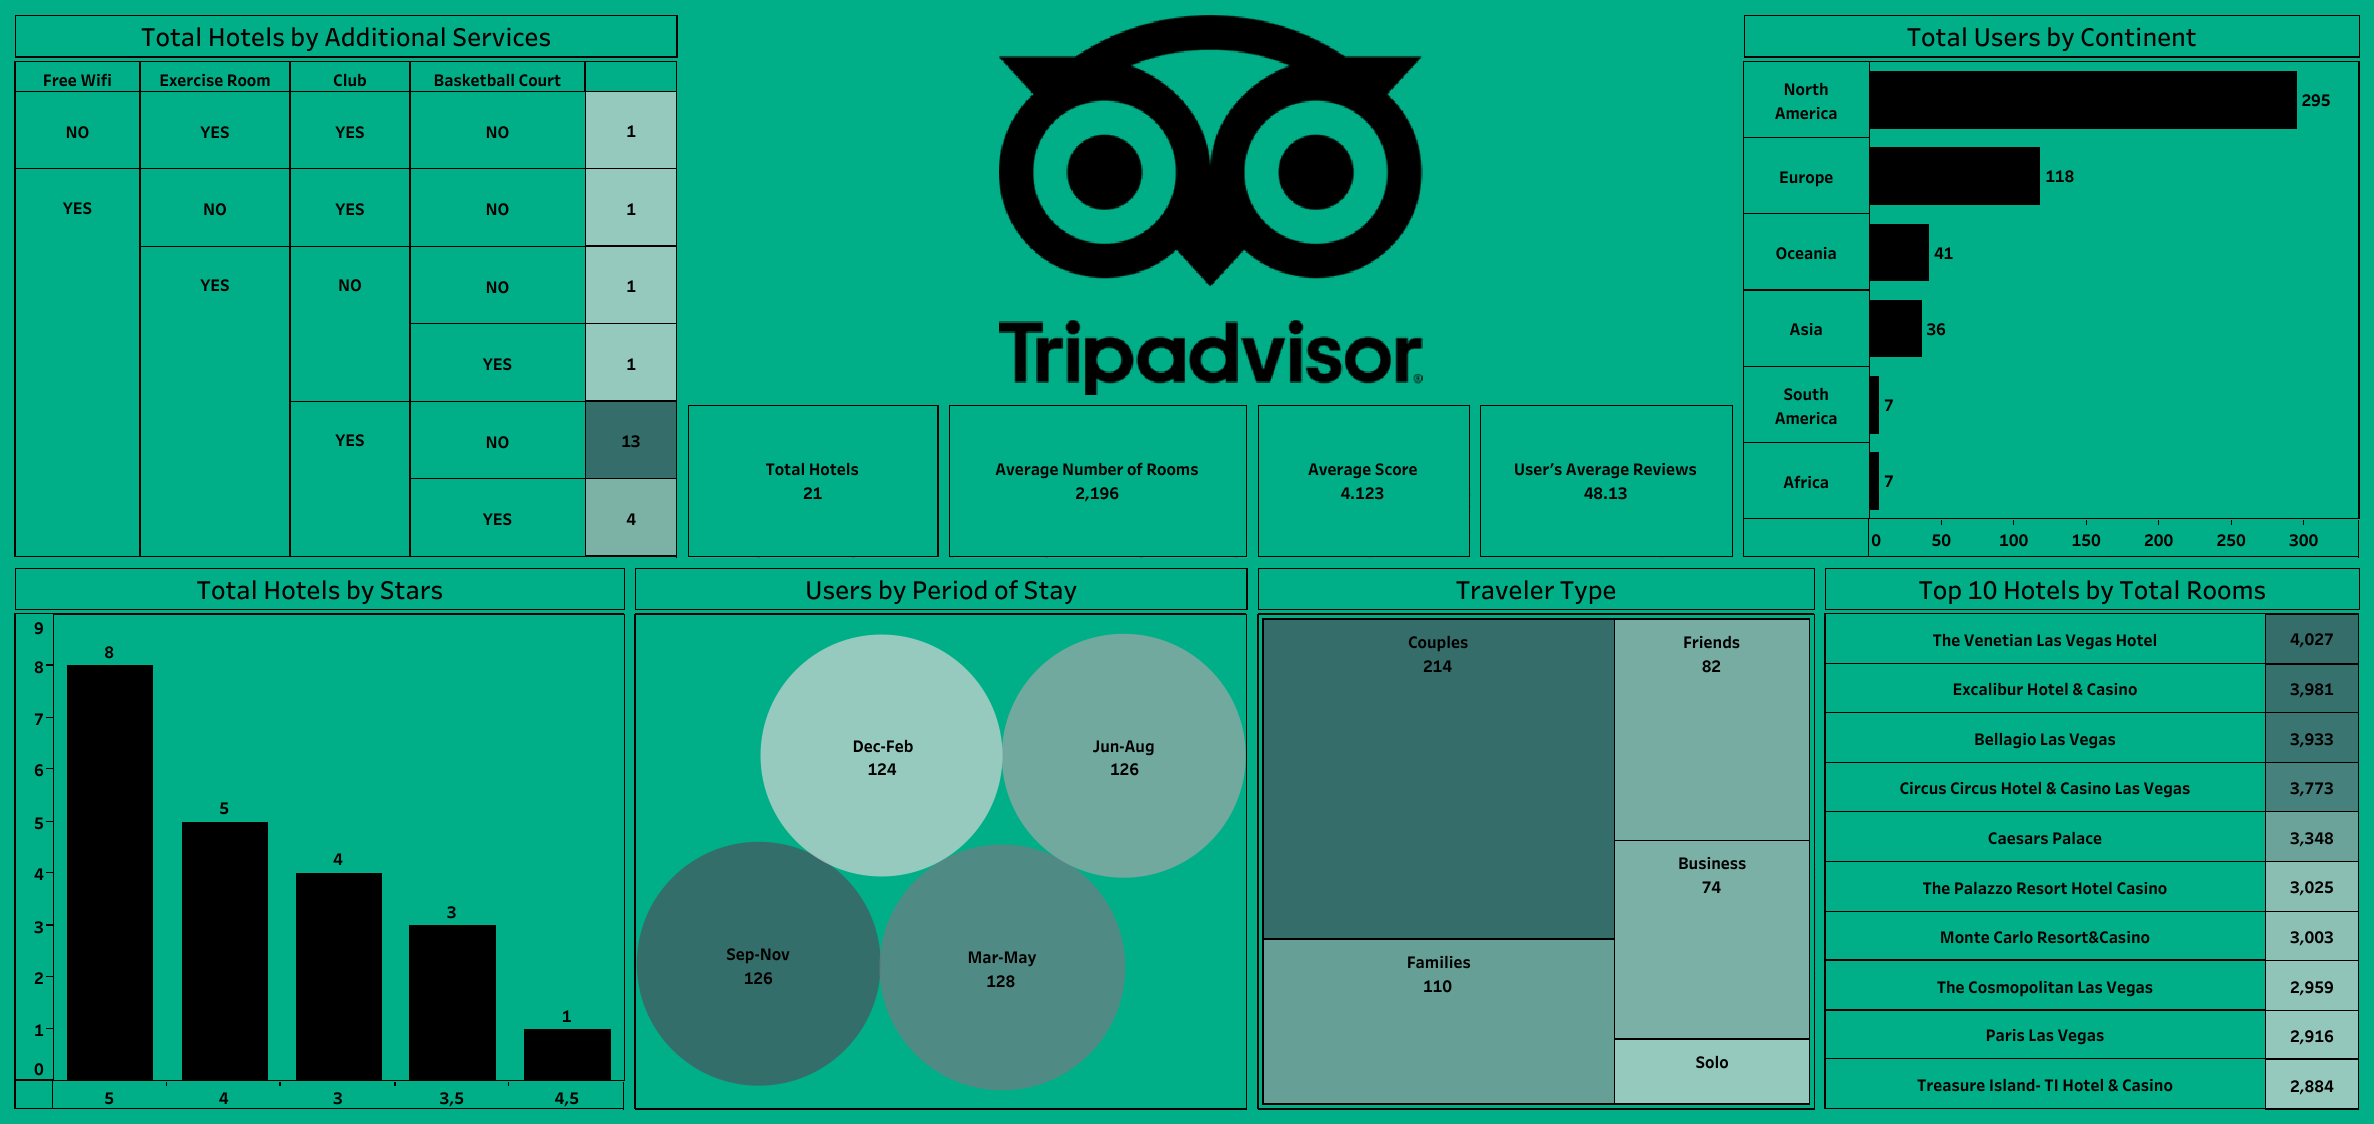 Total Hotels by Additional Services
Free Wifi Exercise Room Club Basketball Court
NO YES YES NO 1
YES NO YES NO 1
YES NO NO 1
YES 1
YES NO 13
YES 4
Tripadvisor®
Total Hotels
21
Average Number of Rooms
2,196
Average Score
4.123
User's Average Reviews
48.13
Total Users by Continent
North
America
295
Europe 118
Oceania 41
Asia 36
South
America
7
Africa 7
0 50 100 150 200 250 300
Total Hotels by Stars
9
8
7
6
5
4
3
2
1
0
8
5
4
3
1
5 4 3 3,5 4,5
Users by Period of Stay
Dec-Feb
124
Jun-Aug
126
Sep-Nov
126
Mar-May
128
Traveler Type
Couples
214
Friends
82
Business
74
Families
110
Solo
Top 10 Hotels by Total Rooms
The Venetian Las Vegas Hotel 4,027
Excalibur Hotel & Casino 3,981
Bellagio Las Vegas 3,933
Circus Circus Hotel & Casino Las Vegas 3,773
Caesars Palace 3,348
The Palazzo Resort Hotel Casino 3,025
Monte Carlo Resort&Casino 3,003
The Cosmopolitan Las Vegas 2,959
Paris Las Vegas 2,916
Treasure Island- TI Hotel & Casino 2,884